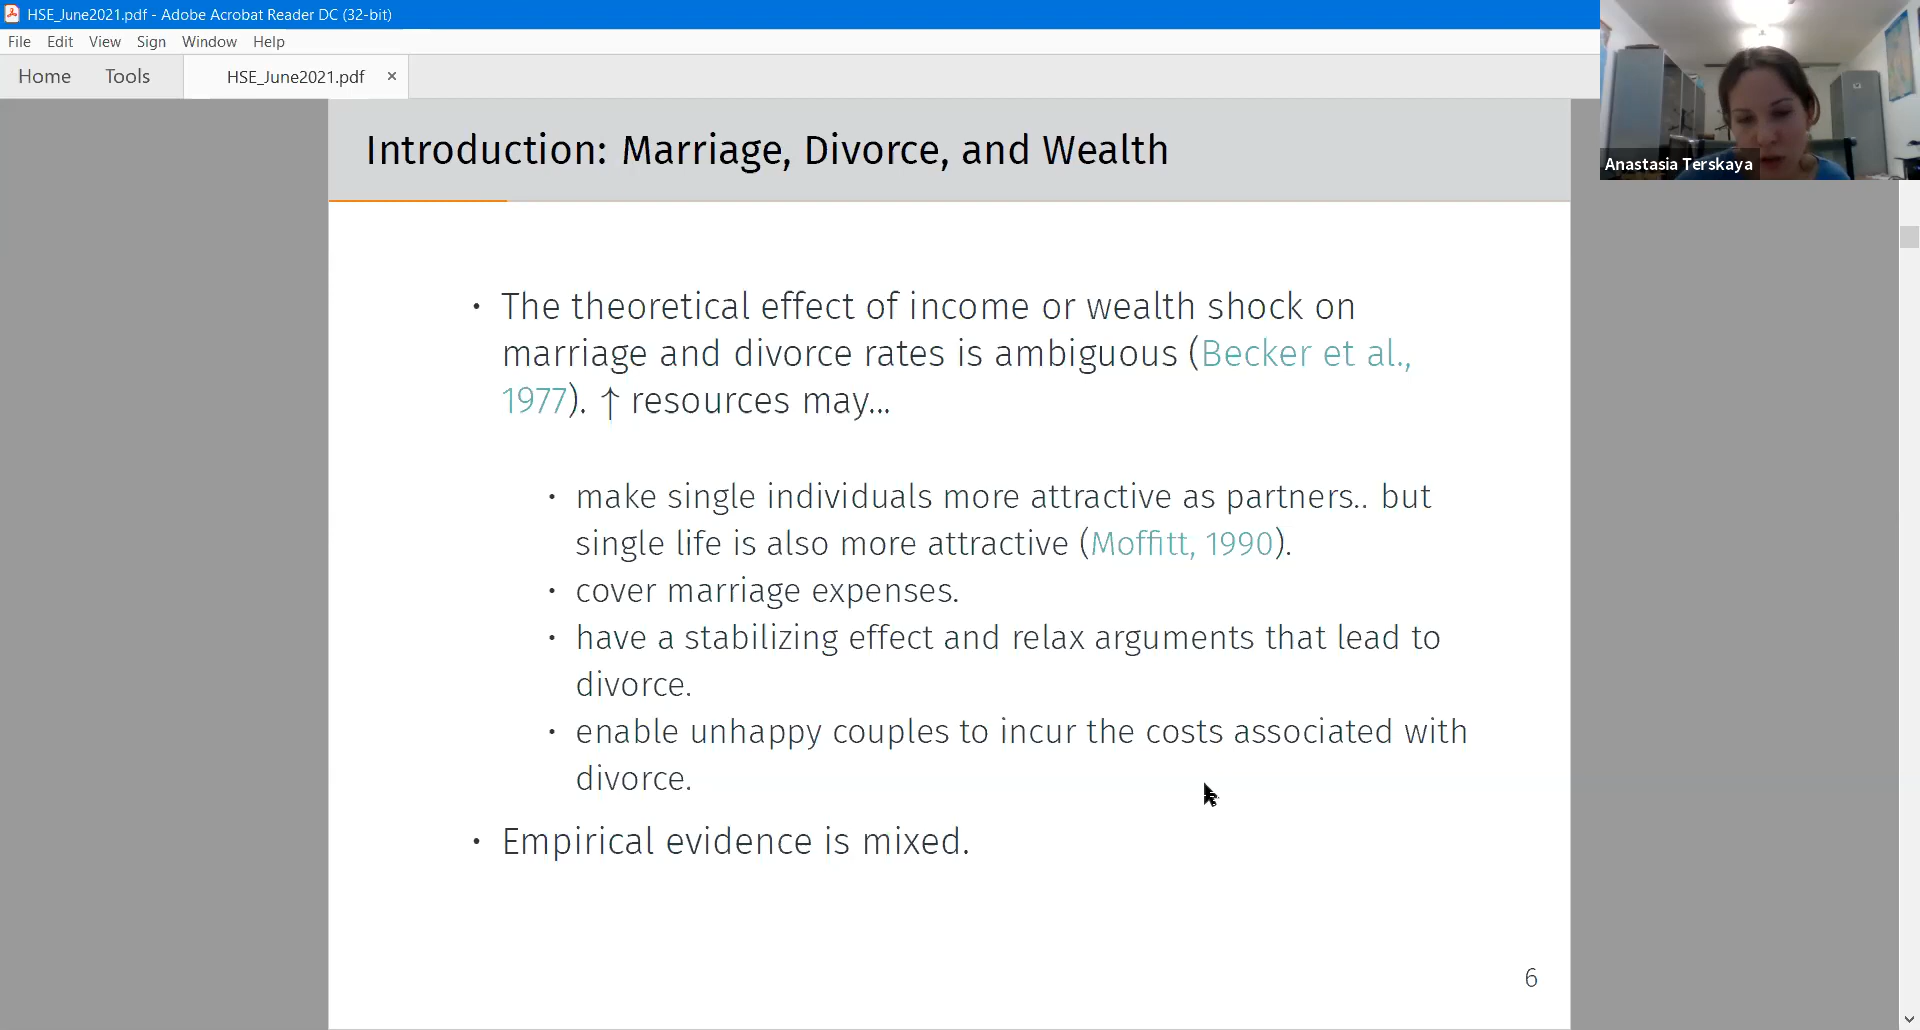 HSE_June2021.pdf - Adobe Acrobat Reader DC (32-bit)
File Edit View Sign Window Help
Home Tools HSE_June2021.pdf ×
Anastasia Terskaya
Introduction: Marriage, Divorce, and Wealth
• The theoretical effect of income or wealth shock on
marriage and divorce rates is ambiguous (Becker et al.,
1977). ↑ resources may...
• make single individuals more attractive as partners.. but
single life is also more attractive (Moffitt, 1990).
• cover marriage expenses.
• have a stabilizing effect and relax arguments that lead to
divorce.
• enable unhappy couples to incur the costs associated with
divorce.
• Empirical evidence is mixed.
6